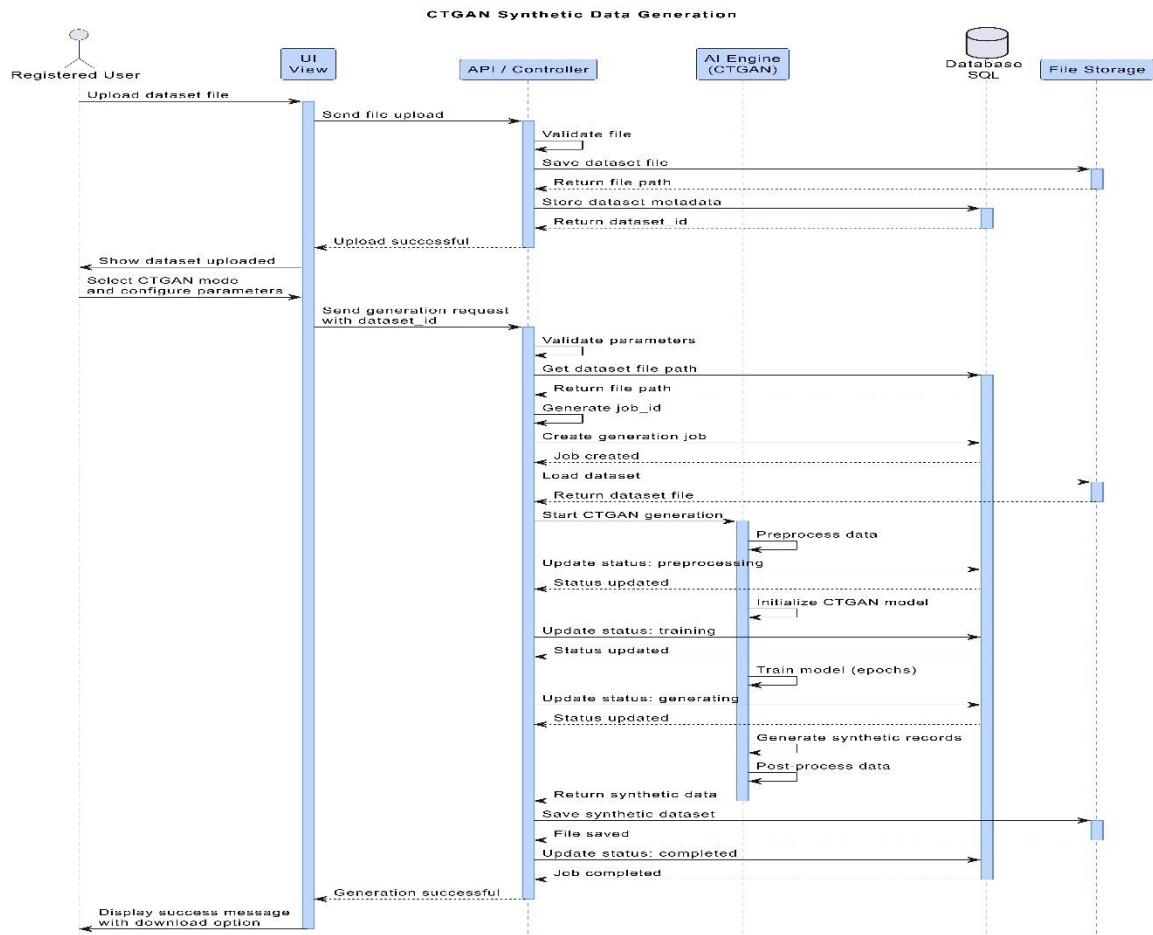 CTGAN Synthetic Data Generation
Registered User
UI
View
API / Controller
AI Engine
(CTGAN)
Database
SQL
File Storage
Upload dataset file
Send file upload
Validate file
Save dataset file
Return file path
Store dataset metadata
Return dataset_id
Upload successful
Show dataset uploaded
Select CTGAN mode
and configure parameters
Send generation request
with dataset_id
Validate parameters
Get dataset file path
Return file path
Generate job_id
Create generation job
Job created
Load dataset
Return dataset file
Start CTGAN generation
Preprocess data
Update status: preprocessing
Status updated
Initialize CTGAN model
Update status: training
Status updated
Train model (epochs)
Update status: generating
Status updated
Generate synthetic records
Post-process data
Return synthetic data
Save synthetic dataset
File saved
Update status: completed
Job completed
Generation successful
Display success message
with download option